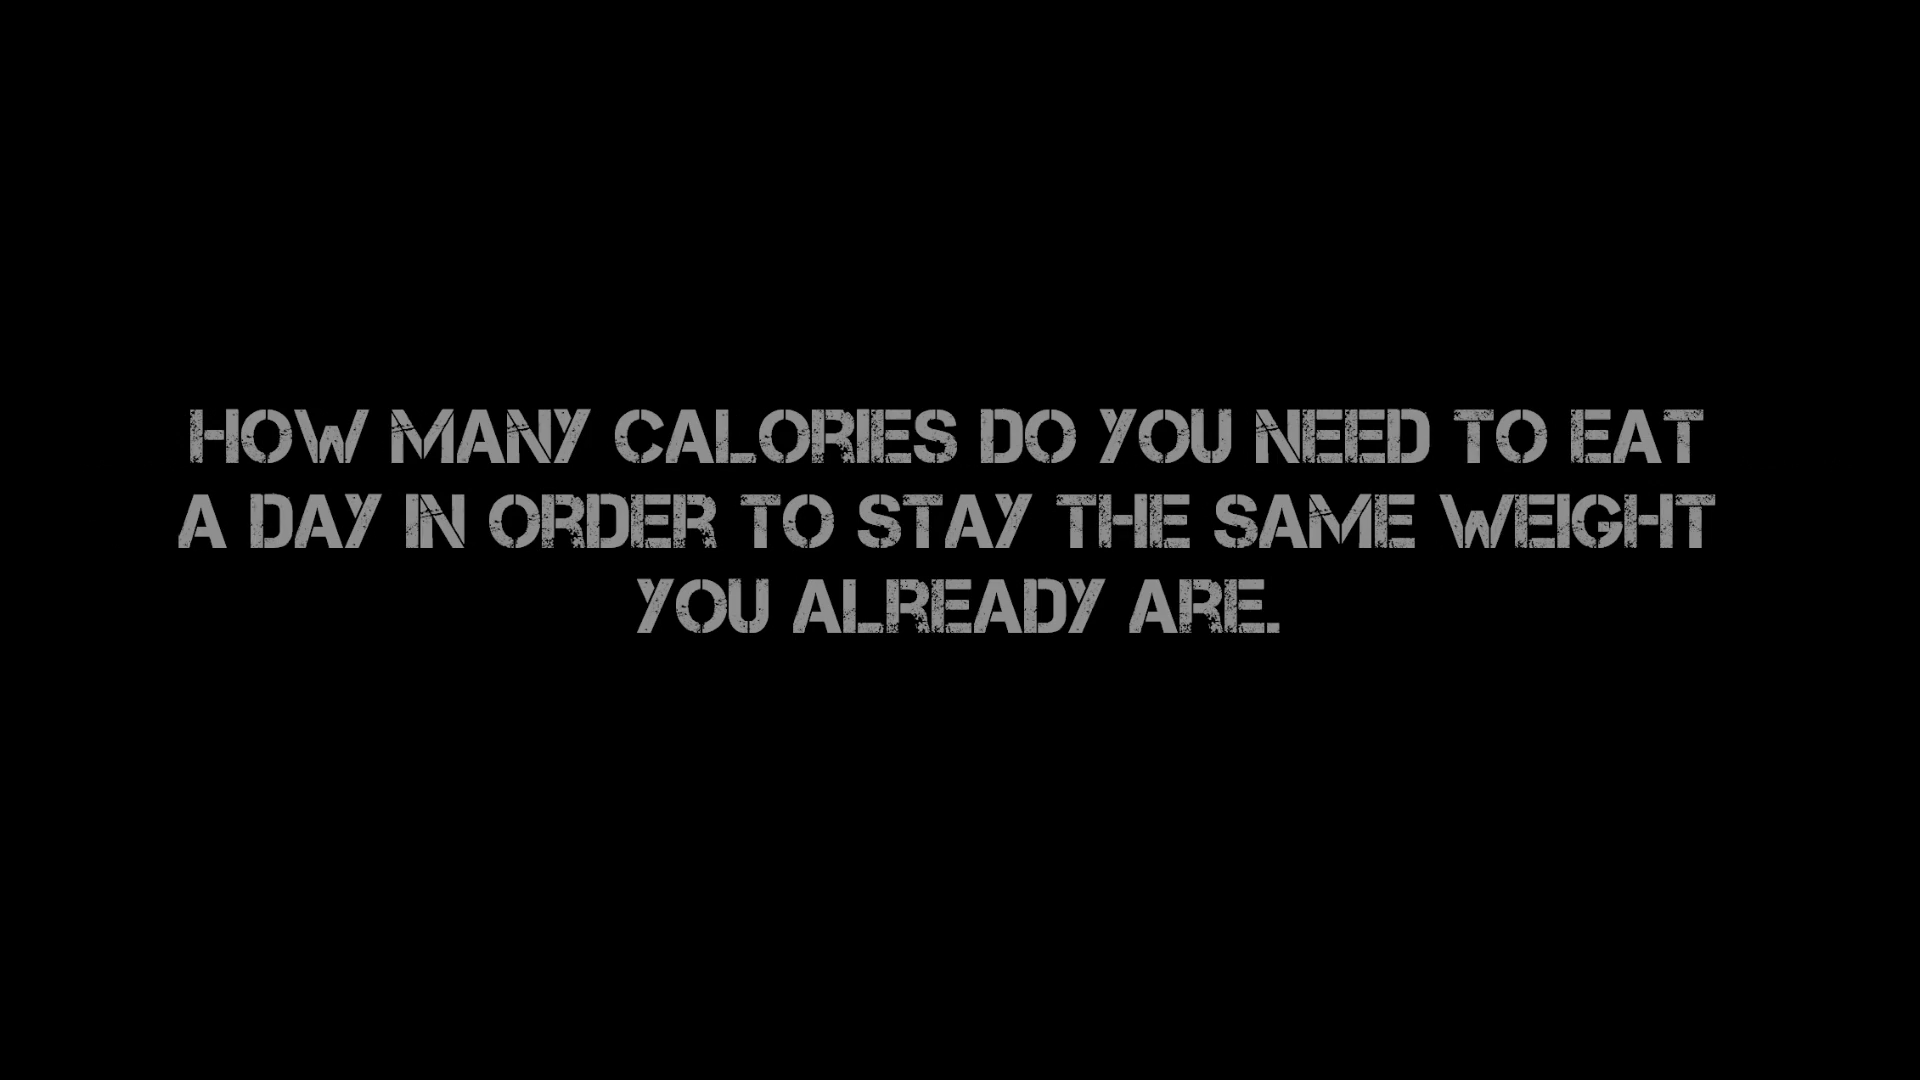 HOW MANY CALORIES DO YOU NEED TO EAT
A DAY IN ORDER TO STAY THE SAME WEIGHT
YOU ALREADY ARE.